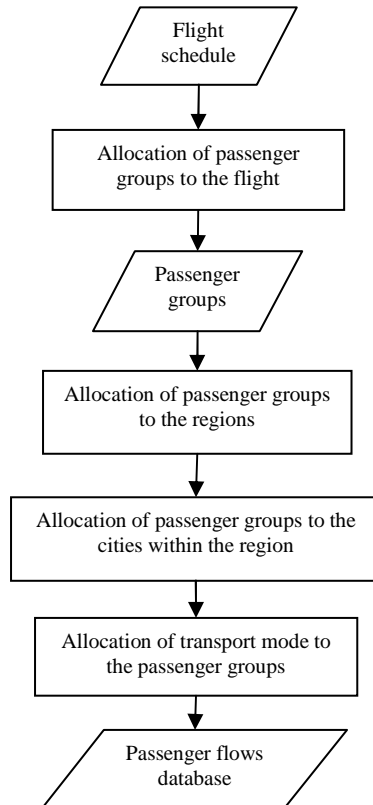 Flight
schedule
Allocation of passenger
groups to the flight
Passenger
groups
Allocation of passenger groups
to the regions
Allocation of passenger groups to the
cities within the region
Allocation of transport mode to
the passenger groups
Passenger flows
database